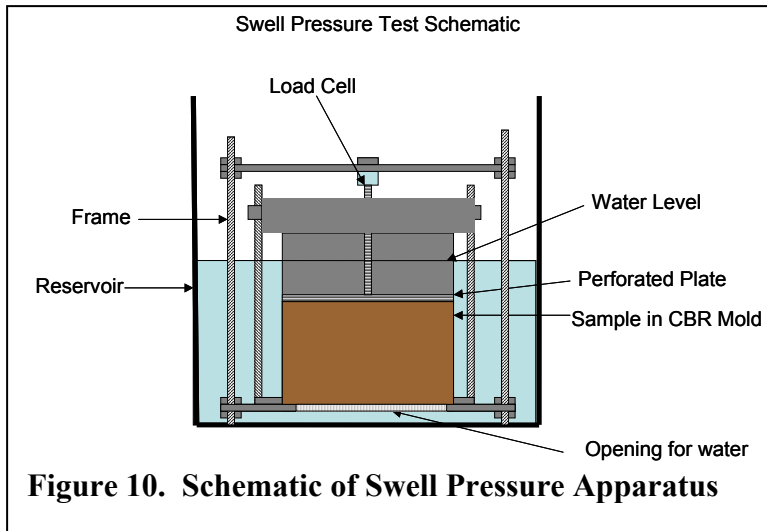 Swell Pressure Test Schematic
Load Cell
Frame
Water Level
Reservoir
Perforated Plate
Sample in CBR Mold
Opening for water
Figure 10. Schematic of Swell Pressure Apparatus